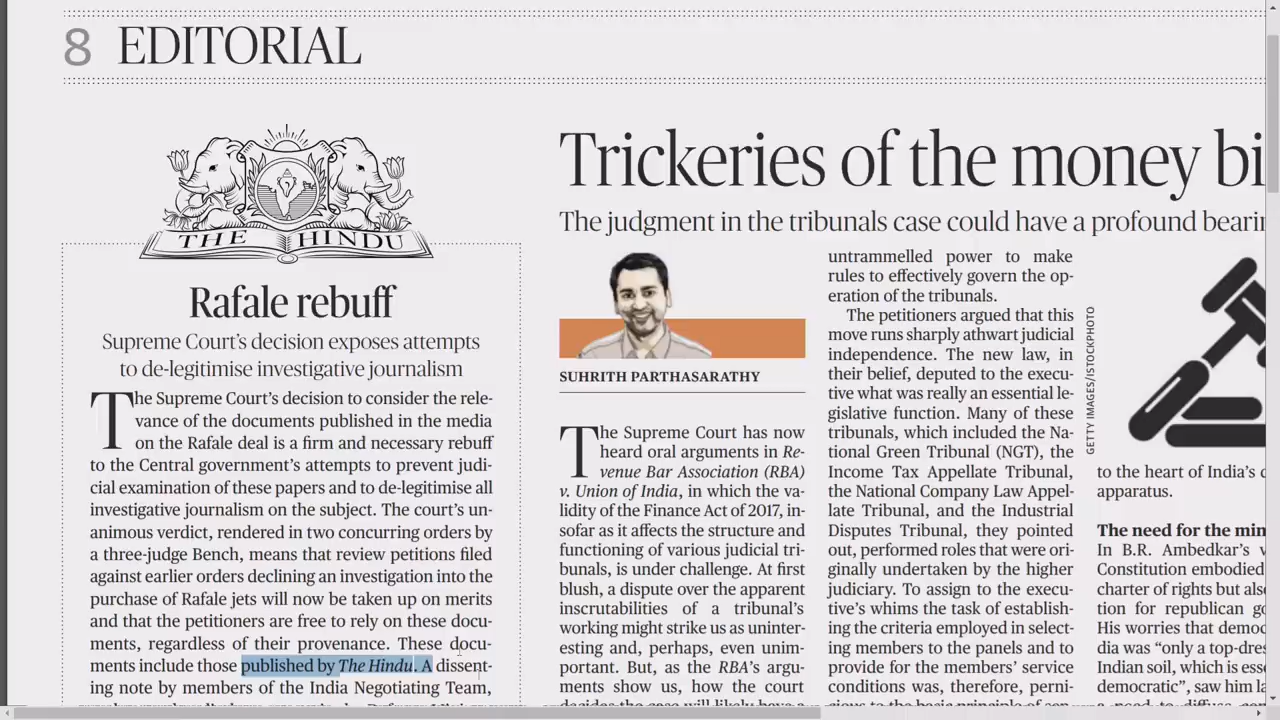 8 EDITORIAL
THE HINDU
Rafale rebuff
Supreme Court's decision exposes attempts
to de-legitimise investigative journalism
The Supreme Court's decision to consider the rele-
vance of the documents published in the media
on the Rafale deal is a firm and necessary rebuff
to the Central government's attempts to prevent judi-
cial examination of these papers and to de-legitimise all
investigative journalism on the subject. The court's un-
animous verdict, rendered in two concurring orders by
a three-judge Bench, means that review petitions filed
against earlier orders declining an investigation into the
purchase of Rafale jets will now be taken up on merits
and that the petitioners are free to rely on these docu-
ments, regardless of their provenance. These docu-
ments include those published by The Hindu. A dissent-
ing note by members of the India Negotiating Team,
Trickeries of the money bi
The judgment in the tribunals case could have a profound bearin
SUHRITH PARTHASARATHY
The Supreme Court has now
heard oral arguments in Re-
venue Bar Association (RBA)
v. Union of India, in which the va-
lidity of the Finance Act of 2017, in-
sofar as it affects the structure and
functioning of various judicial tri-
bunals, is under challenge. At first
blush, a dispute over the apparent
inscrutabilities of a tribunal's
working might strike us as uninter-
esting and, perhaps, even unim-
portant. But, as the RBA's argu-
ments show us, how the court
decides the case will likely have a
untrammelled power to make
rules to effectively govern the op-
eration of the tribunals.
The petitioners argued that this
move runs sharply athwart judicial
independence. The new law, in
their belief, deputed to the execu-
tive what was really an essential le-
gislative function. Many of these
tribunals, which included the Na-
tional Green Tribunal (NGT), the
Income Tax Appellate Tribunal,
the National Company Law Appel-
late Tribunal, and the Industrial
Disputes Tribunal, they pointed
out, performed roles that were ori-
ginally undertaken by the higher
judiciary. To assign to the execu-
tive's whims the task of establish-
ing the criteria employed in select-
ing members to the panels and to
provide for the members' service
conditions was, therefore, perni-
GETTY IMAGES/ISTOCKPHOTO
to the heart of India's c
apparatus.
The need for the min
In B.R. Ambedkar's v
Constitution embodied
charter of rights but also
tion for republican go
His worries that democ
dia was "only a top-dres
Indian soil, which is esse
democratic", saw him la